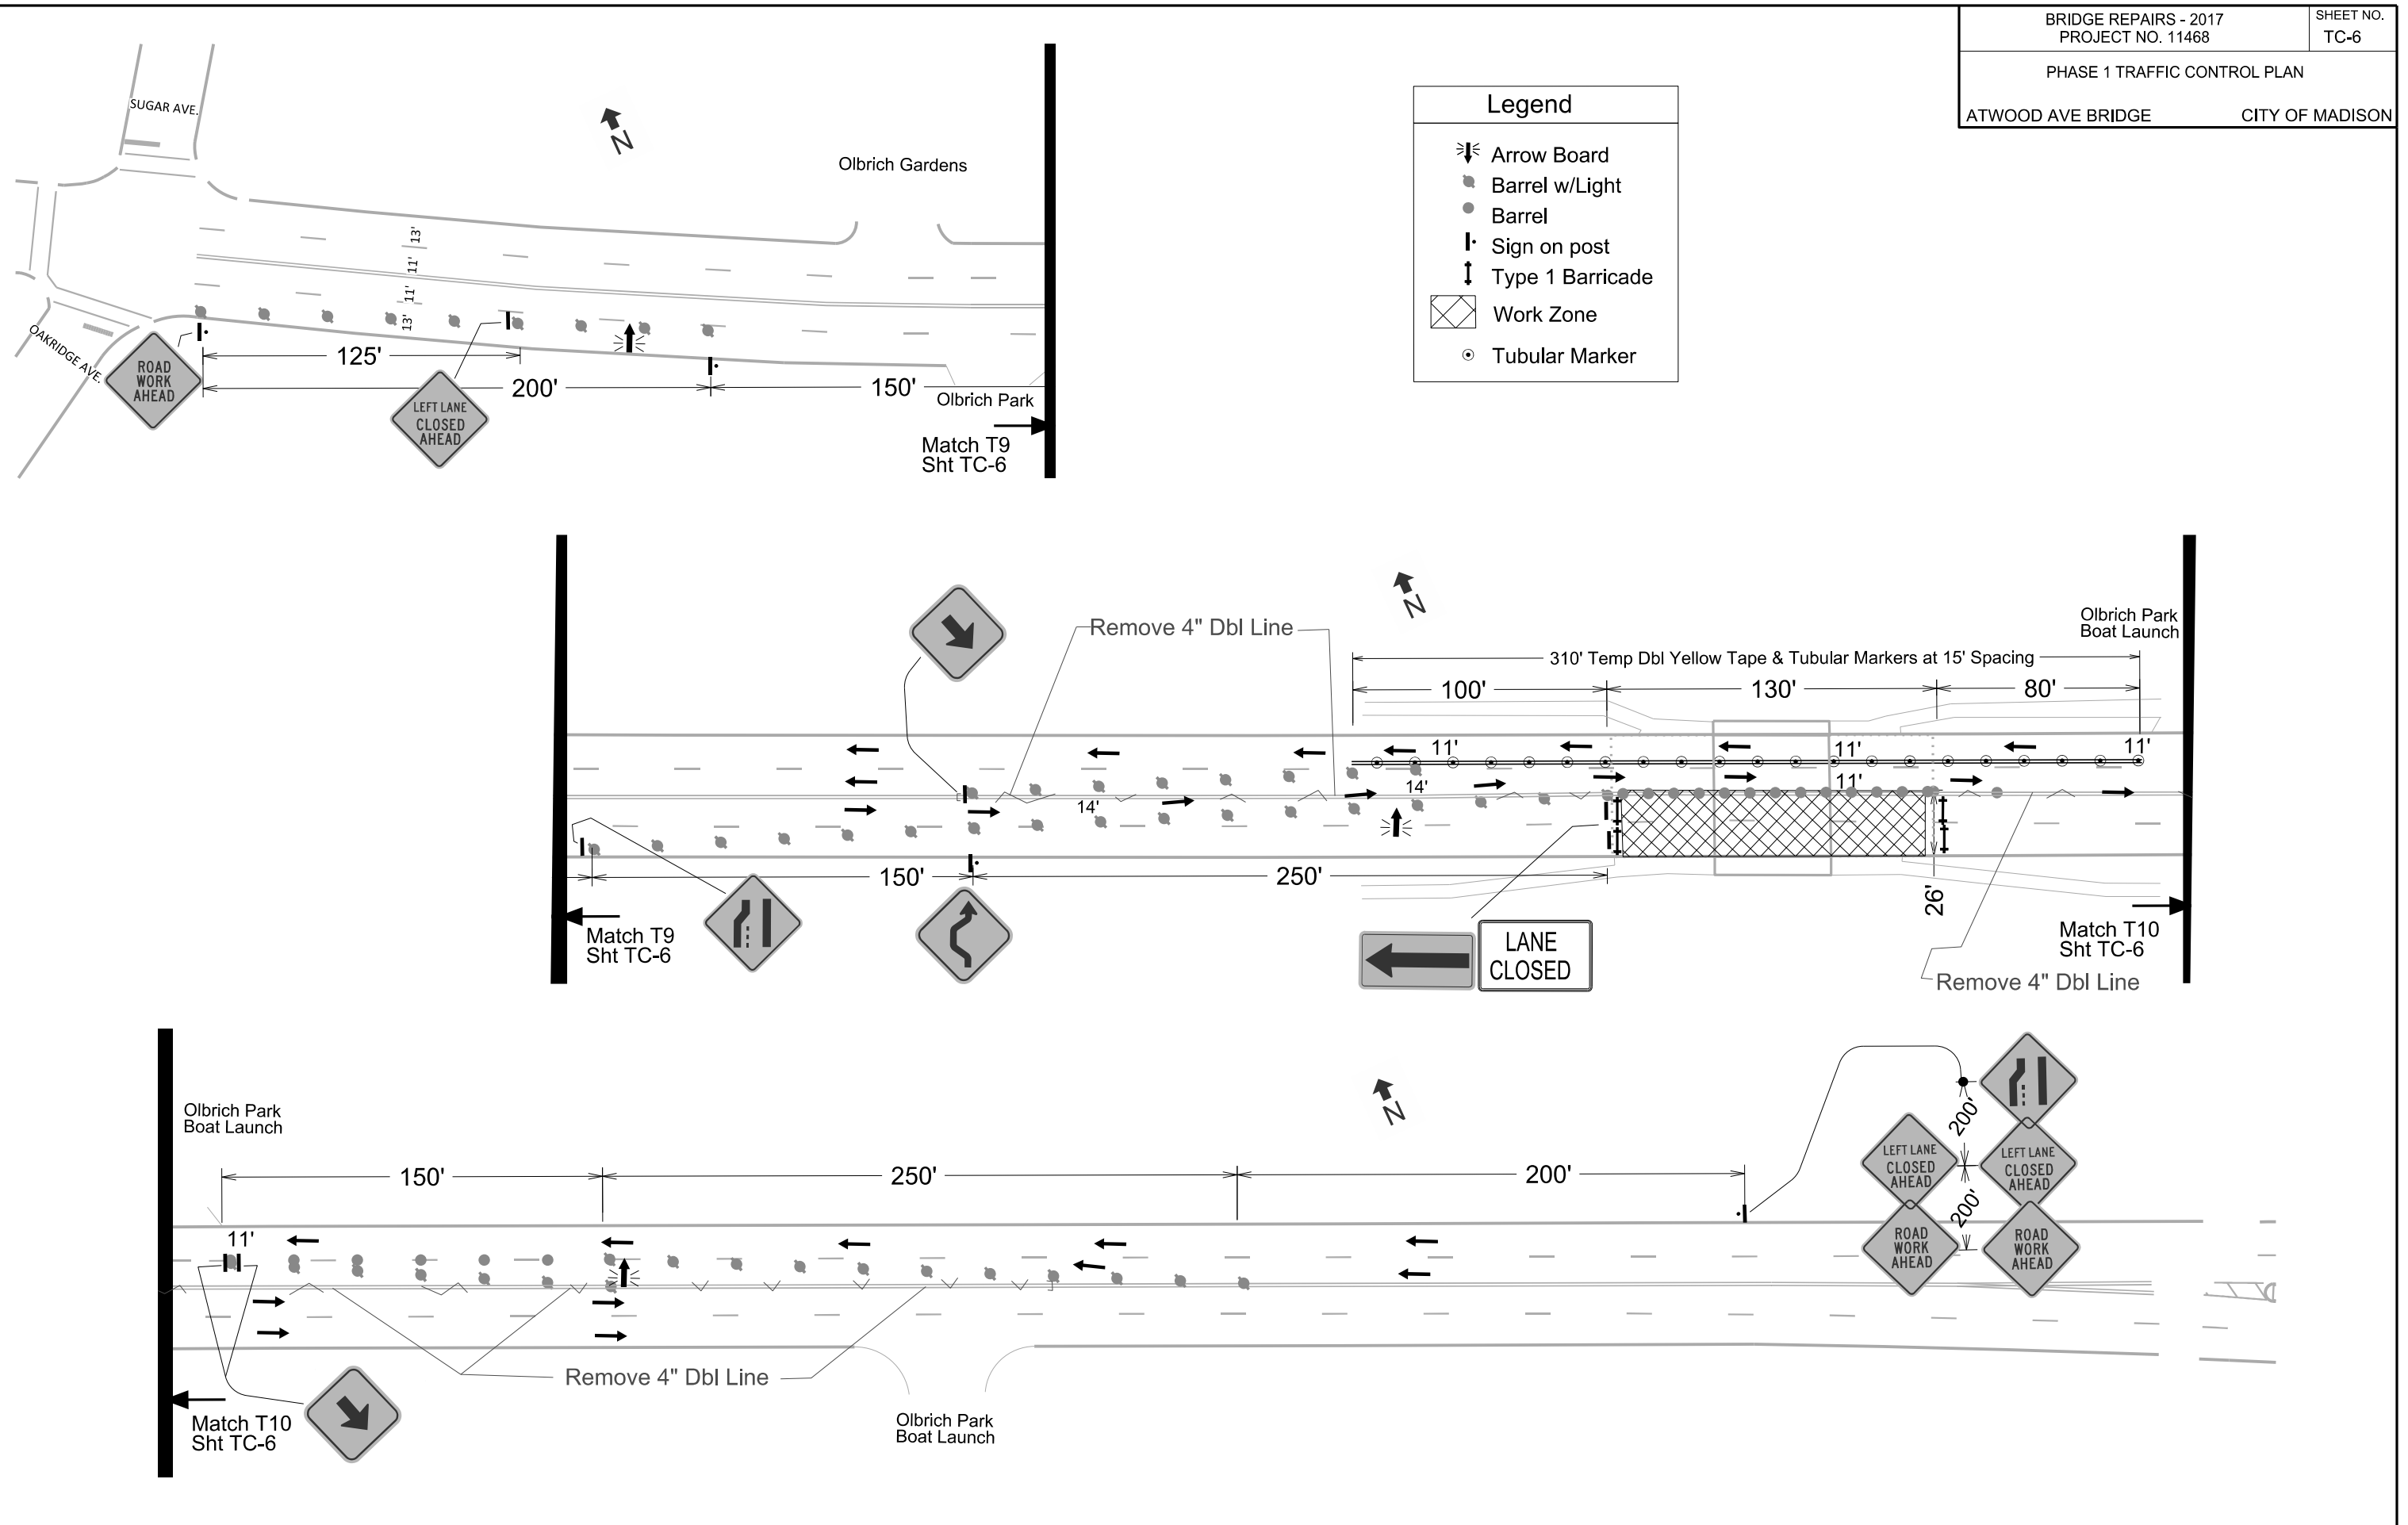 BRIDGE REPAIRS - 2017
PROJECT NO. 11468
SHEET NO.
TC-6
PHASE 1 TRAFFIC CONTROL PLAN
ATWOOD AVE BRIDGE CITY OF MADISON
Legend
Arrow Board
Barrel w/Light
Barrel
Sign on post
Type 1 Barricade
Work Zone
Tubular Marker
SUGAR AVE.
N
Olbrich Gardens
13'
11'
11'
13'
OAKRIDGE AVE.
ROAD
WORK
AHEAD
125'
LEFT LANE
CLOSED
AHEAD
200'
150'
Olbrich Park
Match T9
Sht TC-6
N
Remove 4" Dbl Line
Olbrich Park
Boat Launch
310' Temp Dbl Yellow Tape & Tubular Markers at 15' Spacing
100'
130'
80'
11'
11'
11'
14'
11'
14'
150'
250'
26'
Match T9
Sht TC-6
LANE
CLOSED
Match T10
Sht TC-6
Remove 4" Dbl Line
N
Olbrich Park
Boat Launch
150'
250'
200'
200'
LEFT LANE
CLOSED
AHEAD
LEFT LANE
CLOSED
AHEAD
200'
ROAD
WORK
AHEAD
ROAD
WORK
AHEAD
11'
Remove 4" Dbl Line
Match T10
Sht TC-6
Olbrich Park
Boat Launch